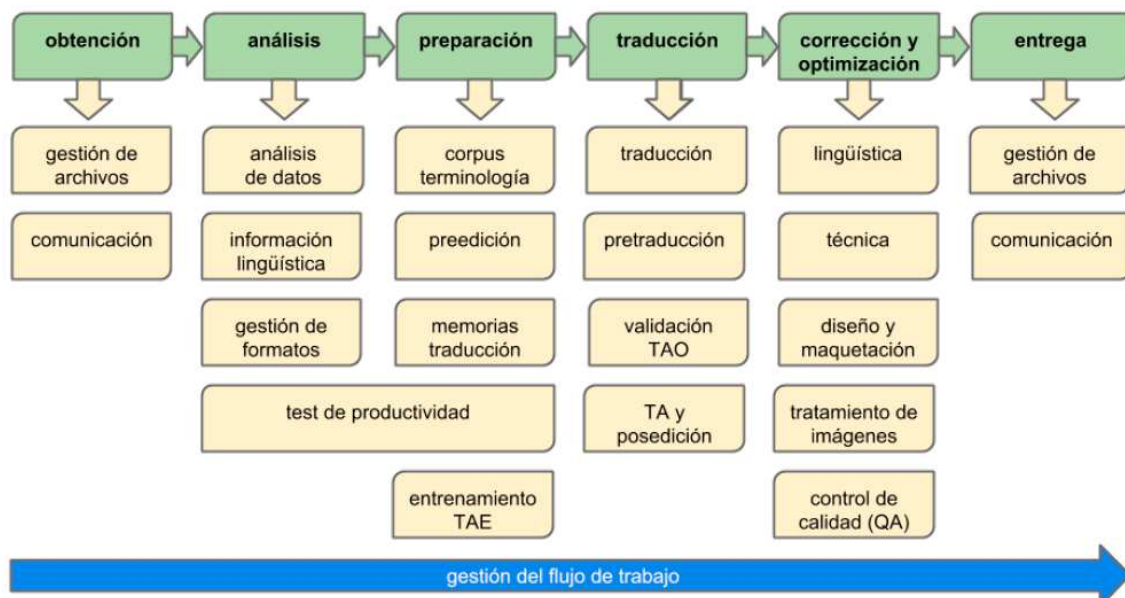 obtención
análisis
preparación
traducción
corrección y
optimización
entrega
gestión de
archivos
análisis
de datos
corpus
terminología
traducción
lingüística
gestión de
archivos
comunicación
información
lingüística
preedición
pretraducción
técnica
comunicación
gestión de
formatos
memorias
traducción
validación
TAO
diseño y
maquetación
test de productividad
TA y
posedición
tratamiento de
imágenes
entrenamiento
TAE
control de
calidad (QA)
gestión del flujo de trabajo